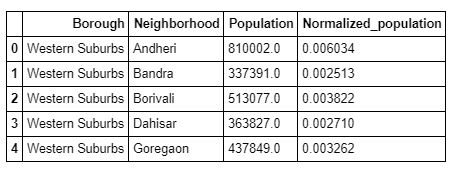 Borough Neighborhood Population Normalized_population
0 Western Suburbs Andheri 810002.0 0.006034
1 Western Suburbs Bandra 337391.0 0.002513
2 Western Suburbs Borivali 513077.0 0.003822
3 Western Suburbs Dahisar 363827.0 0.002710
4 Western Suburbs Goregaon 437849.0 0.003262